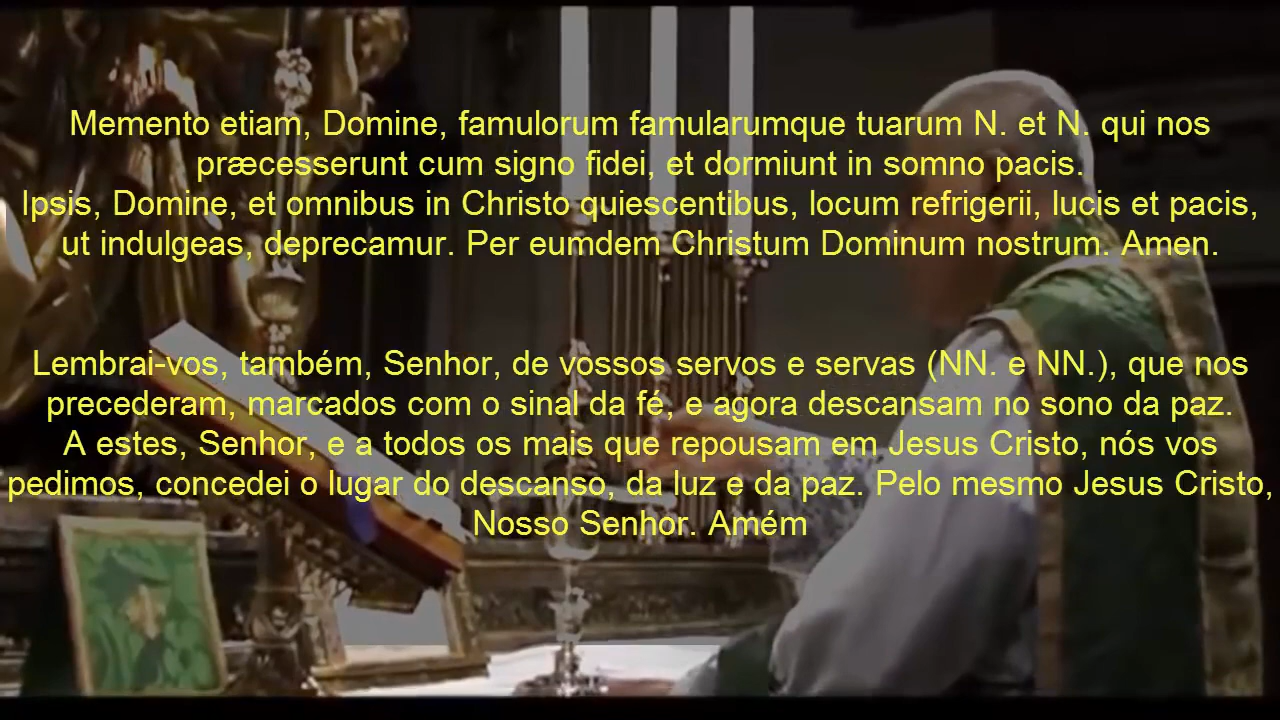 Memento etiam, Domine, famulorum famularumque tuarum N. et N. qui nos
præcesserunt cum signo fidei, et dormiunt in somno pacis.
Ipsis, Domine, et omnibus in Christo quiescentibus, locum refrigerii, lucis et pacis,
ut indulgeas, deprecamur. Per eumdem Christum Dominum nostrum. Amen.
Lembrai-vos, também, Senhor, de vossos servos e servas (NN. e NN.), que nos
precederam, marcados com o sinal da fé, e agora descansam no sono da paz.
A estes, Senhor, e a todos os mais que repousam em Jesus Cristo, nós vos
pedimos, concedei o lugar do descanso, da luz e da paz. Pelo mesmo Jesus Cristo,
Nosso Senhor. Amém